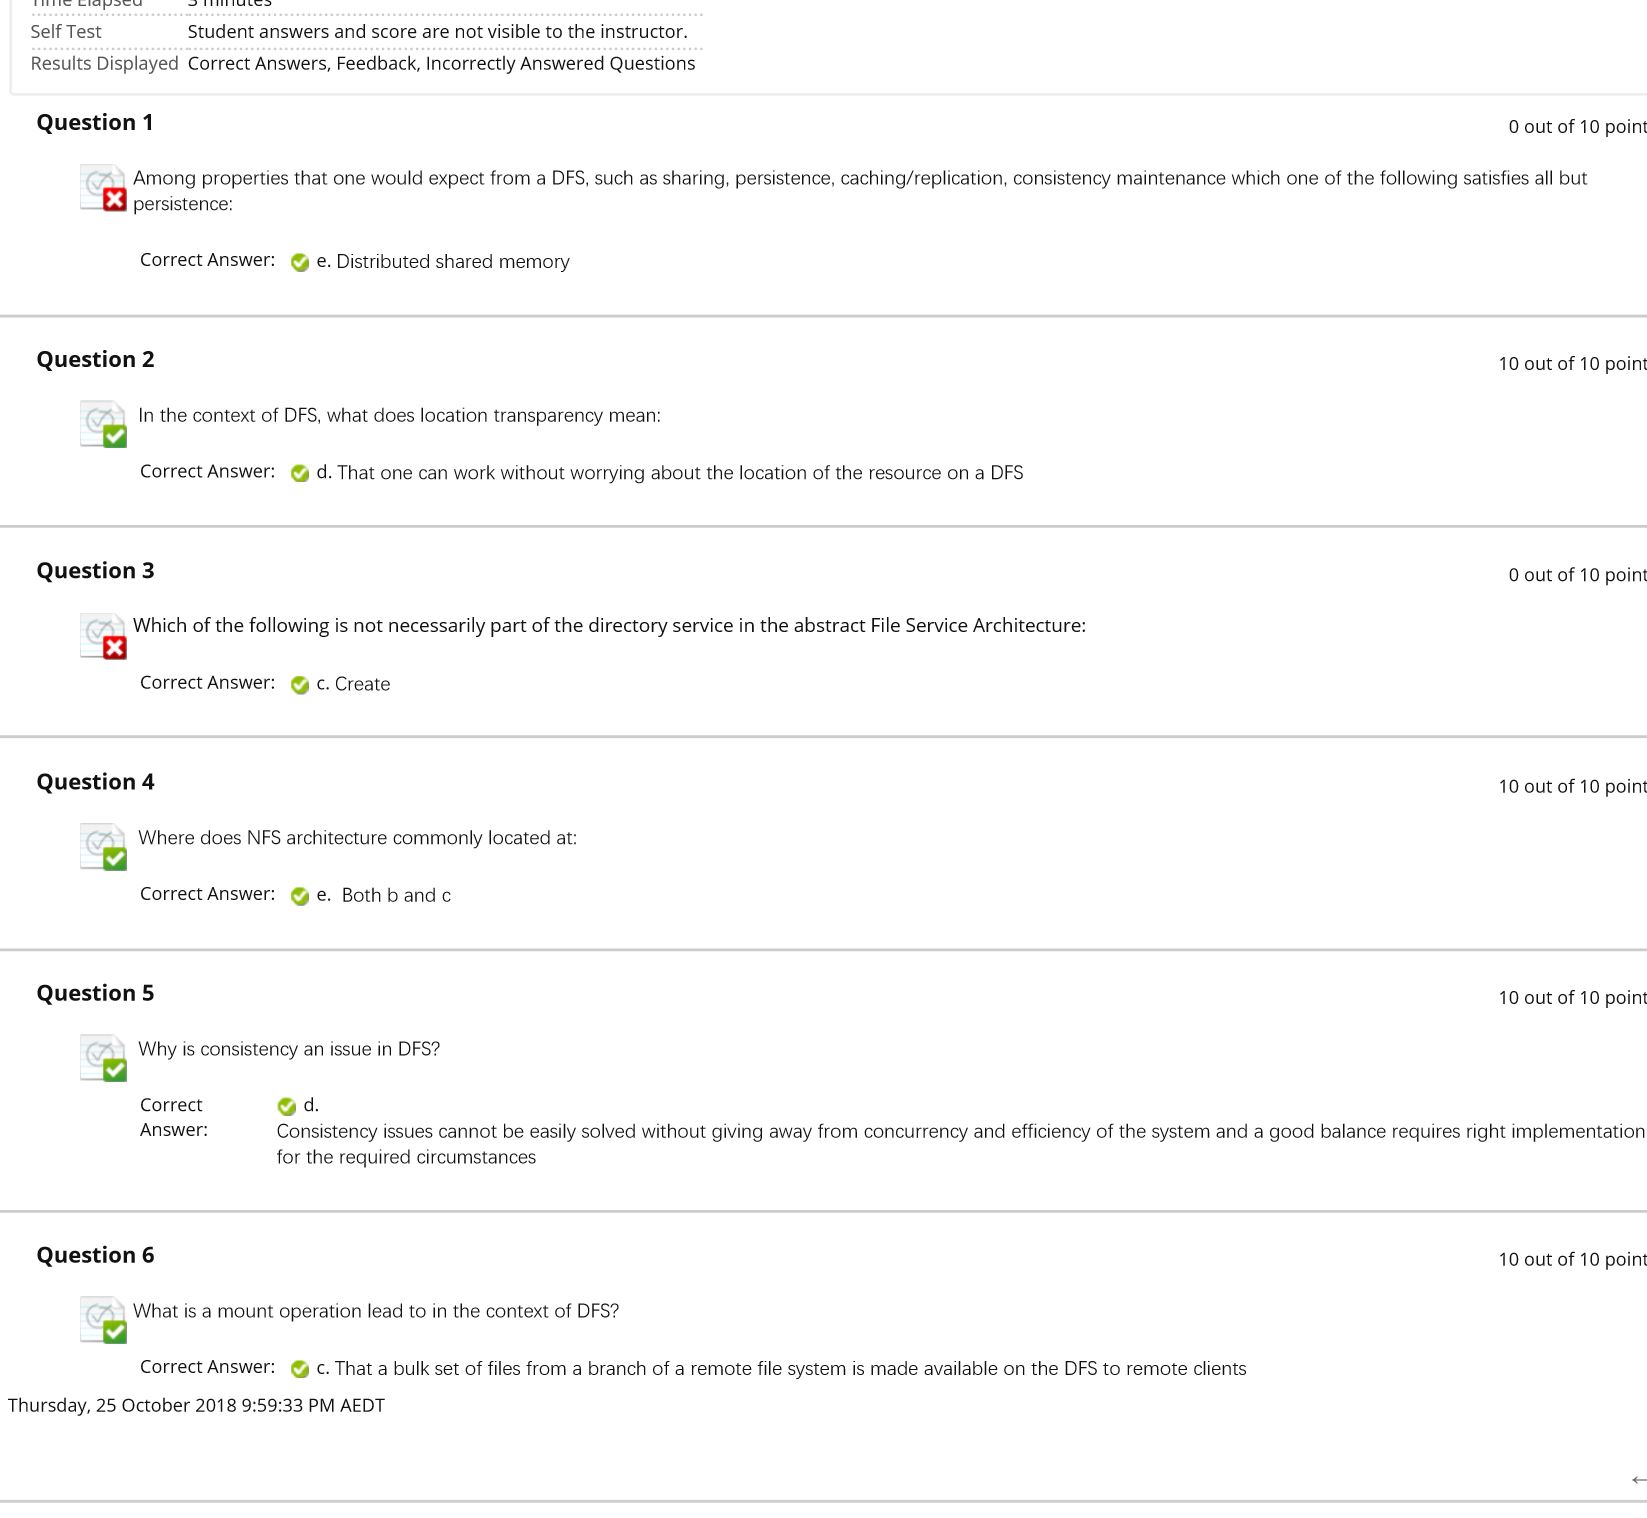 Time Elapsed 3 minutes
Self Test Student answers and score are not visible to the instructor.
Results Displayed Correct Answers, Feedback, Incorrectly Answered Questions
Question 1
0 out of 10 point
Among properties that one would expect from a DFS, such as sharing, persistence, caching/replication, consistency maintenance which one of the following satisfies all but
persistence:
Correct Answer: e. Distributed shared memory
Question 2
10 out of 10 point
In the context of DFS, what does location transparency mean:
Correct Answer: d. That one can work without worrying about the location of the resource on a DFS
Question 3
0 out of 10 point
Which of the following is not necessarily part of the directory service in the abstract File Service Architecture:
Correct Answer: c. Create
Question 4
10 out of 10 point
Where does NFS architecture commonly located at:
Correct Answer: e. Both b and c
Question 5
10 out of 10 point
Why is consistency an issue in DFS?
Correct d.
Answer: Consistency issues cannot be easily solved without giving away from concurrency and efficiency of the system and a good balance requires right implementation
for the required circumstances
Question 6
10 out of 10 point
What is a mount operation lead to in the context of DFS?
Correct Answer: c. That a bulk set of files from a branch of a remote file system is made available on the DFS to remote clients
Thursday, 25 October 2018 9:59:33 PM AEDT
←